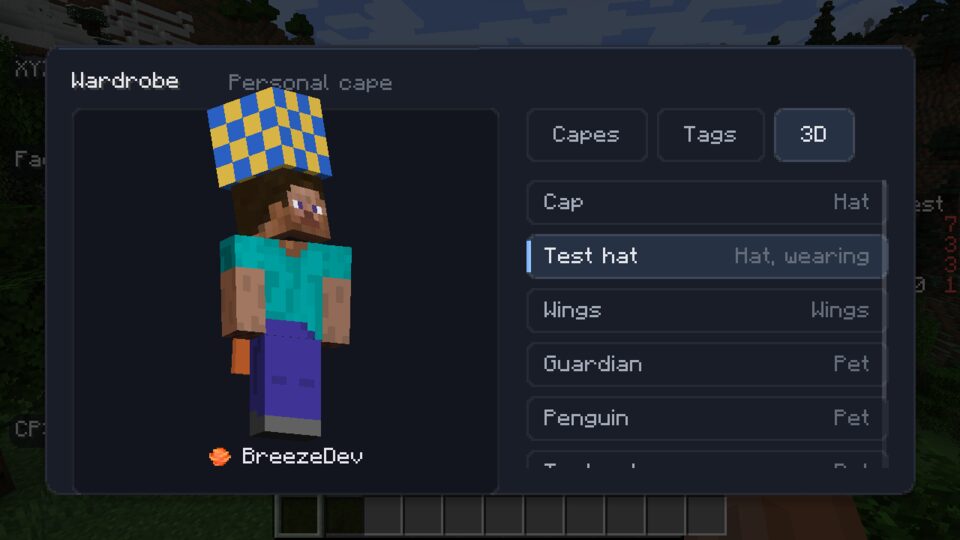 Wardrobe
Personal cape
Capes
Tags
3D
Cap
Hat
Test hat
Hat, wearing
Wings
Wings
Guardian
Pet
Penguin
Pet
BreezeDev